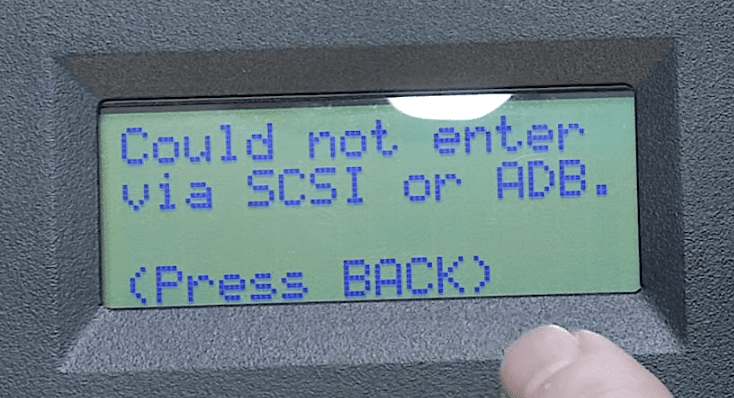 Could not enter
via SCSI or ADB.
(Press BACK)